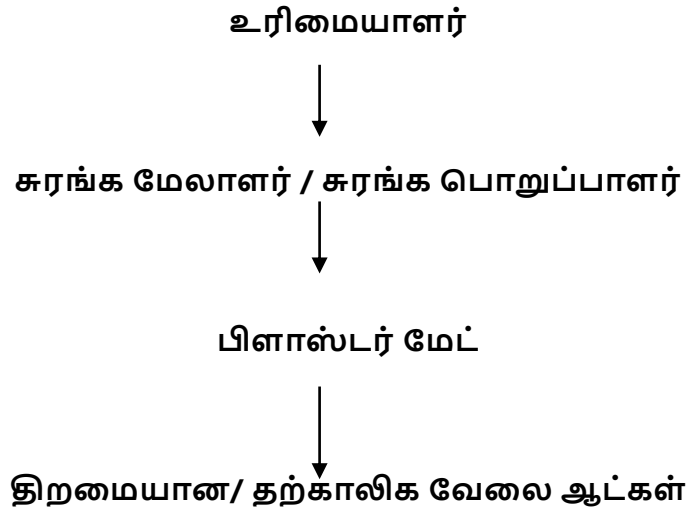 உரிமையாளர்
சுரங்க மேலாளர் / சுரங்க பொறுப்பாளர்
பிளாஸ்டர் மேட்
திறமையான/ தற்காலிக வேலை ஆட்கள்